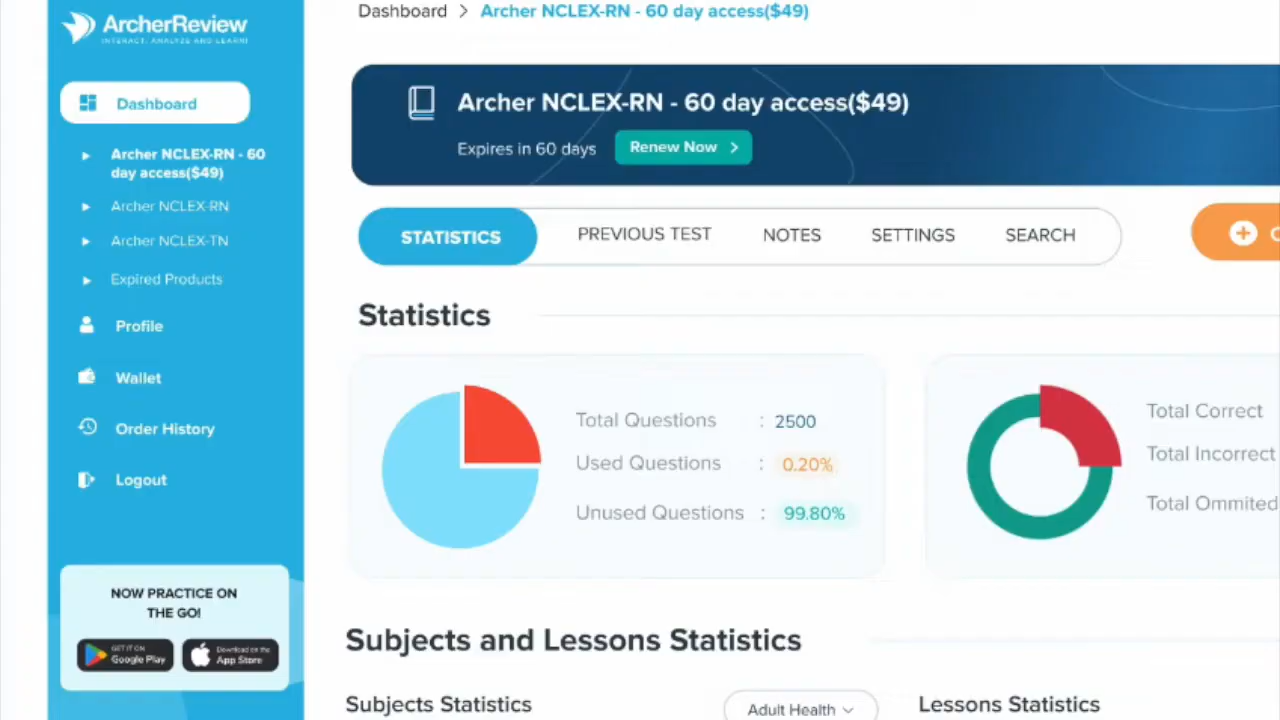 ArcherReview
INTERACT, ANALYZE AND LEARN!
Dashboard
Archer NCLEX-RN - 60
day access($49)
Archer NCLEX-RN
Archer NCLEX-TN
Expired Products
Profile
Wallet
Order History
Logout
NOW PRACTICE ON
THE GO!
GET IT ON
Google Play
Download on the
App Store
Dashboard > Archer NCLEX-RN - 60 day access($49)
Archer NCLEX-RN - 60 day access($49)
Expires in 60 days Renew Now >
STATISTICS PREVIOUS TEST NOTES SETTINGS SEARCH
Statistics
Total Questions : 2500
Used Questions : 0.20%
Unused Questions : 99.80%
Total Correct
Total Incorrect
Total Ommited
Subjects and Lessons Statistics
Subjects Statistics
Adult Health
Lessons Statistics